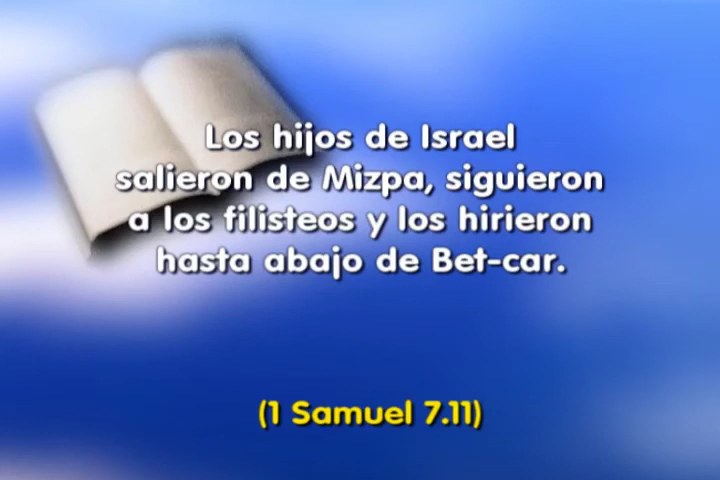 Los hijos de Israel
salieron de Mizpa, siguieron
a los filisteos y los hirieron
hasta abajo de Bet-car.
(1 Samuel 7.11)